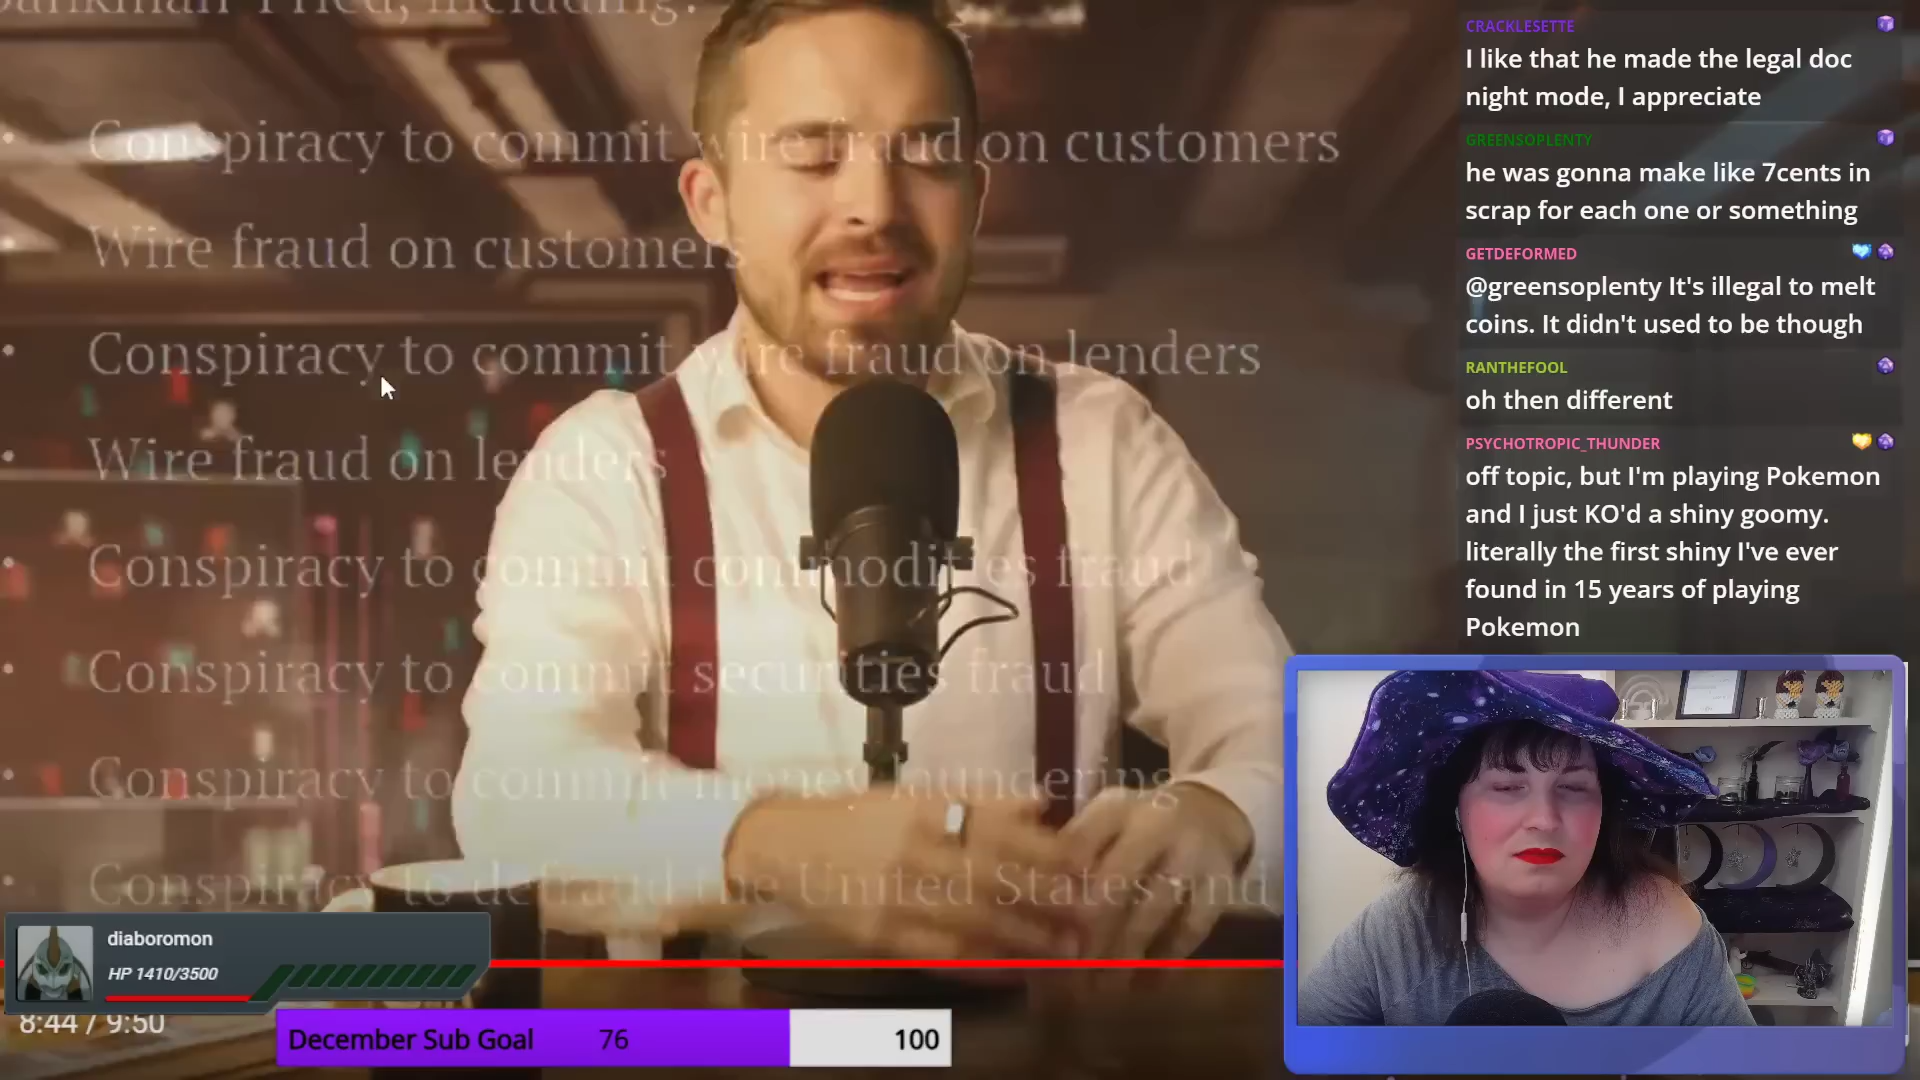 Bankman-Fried, including:
Conspiracy to commit wire fraud on customers
Wire fraud on customers
Conspiracy to commit wire fraud on lenders
Wire fraud on lenders
Conspiracy to commit commodities fraud
Conspiracy to commit securities fraud
Conspiracy to commit money laundering
Conspiracy to defraud the United States and
CRACKLESETTE
I like that he made the legal doc
night mode, I appreciate
GREENSOPLENTY
he was gonna make like 7cents in
scrap for each one or something
GETDEFORMED
@greensoplenty It's illegal to melt
coins. It didn't used to be though
RANTHEFOOL
oh then different
PSYCHOTROPIC_THUNDER
off topic, but I'm playing Pokemon
and I just KO'd a shiny goomy.
literally the first shiny I've ever
found in 15 years of playing
Pokemon
diaboromon
HP 1410/3500
8:44 / 9:50
December Sub Goal 76 100